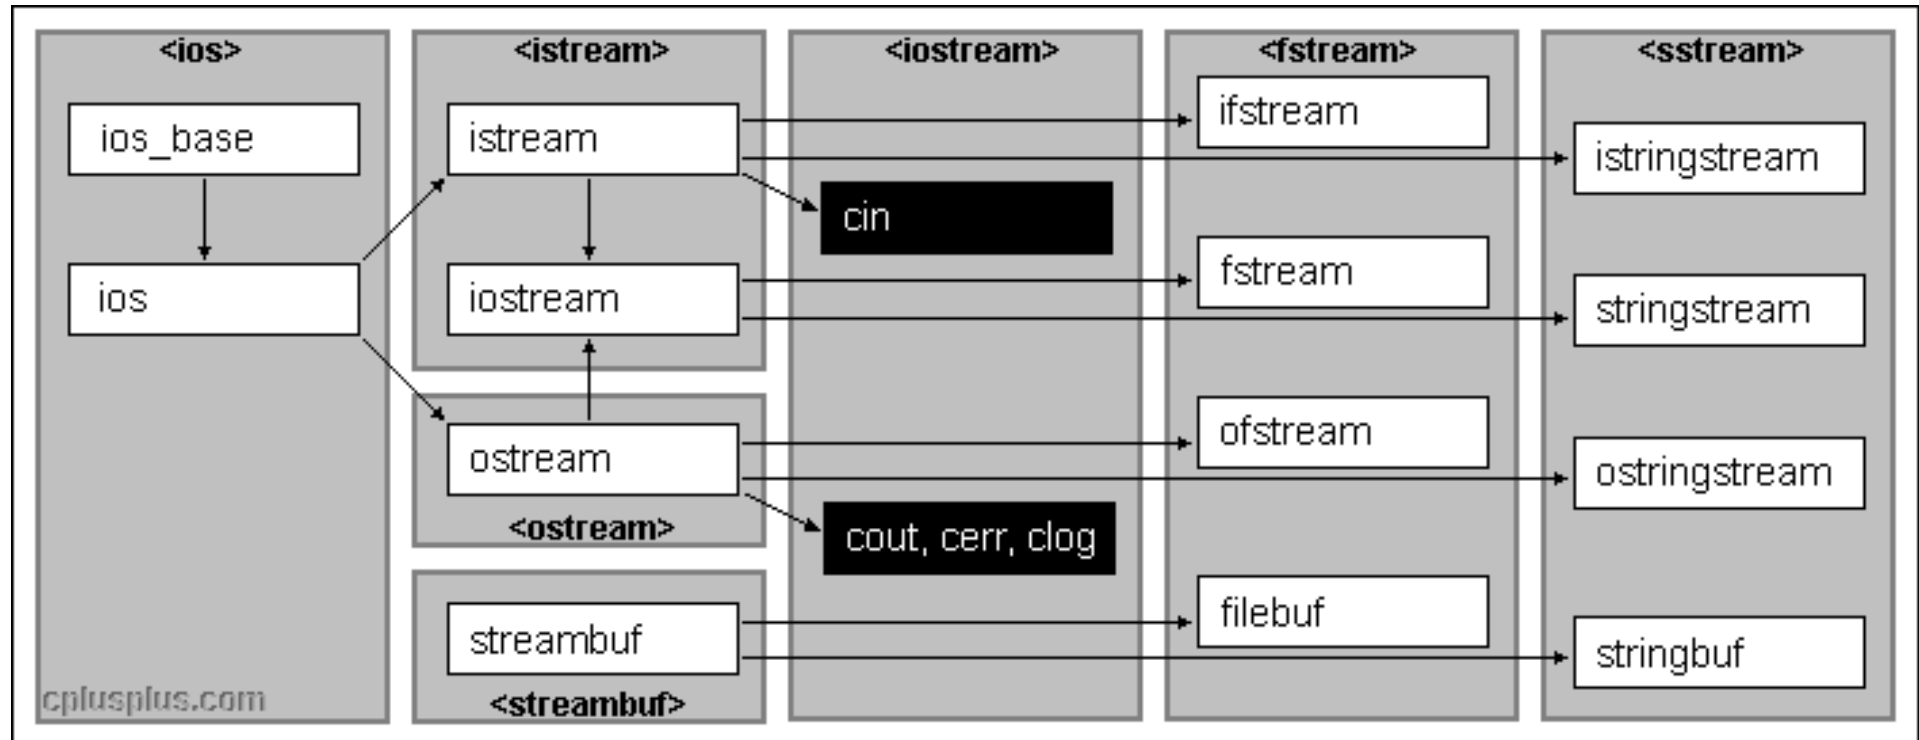 <ios>
ios_base
ios
cplusplus.com
<istream>
istream
iostream
ostream
<ostream>
streambuf
<streambuf>
<iostream>
cin
cout, cerr, clog
<fstream>
ifstream
fstream
ofstream
filebuf
<sstream>
istringstream
stringstream
ostringstream
stringbuf